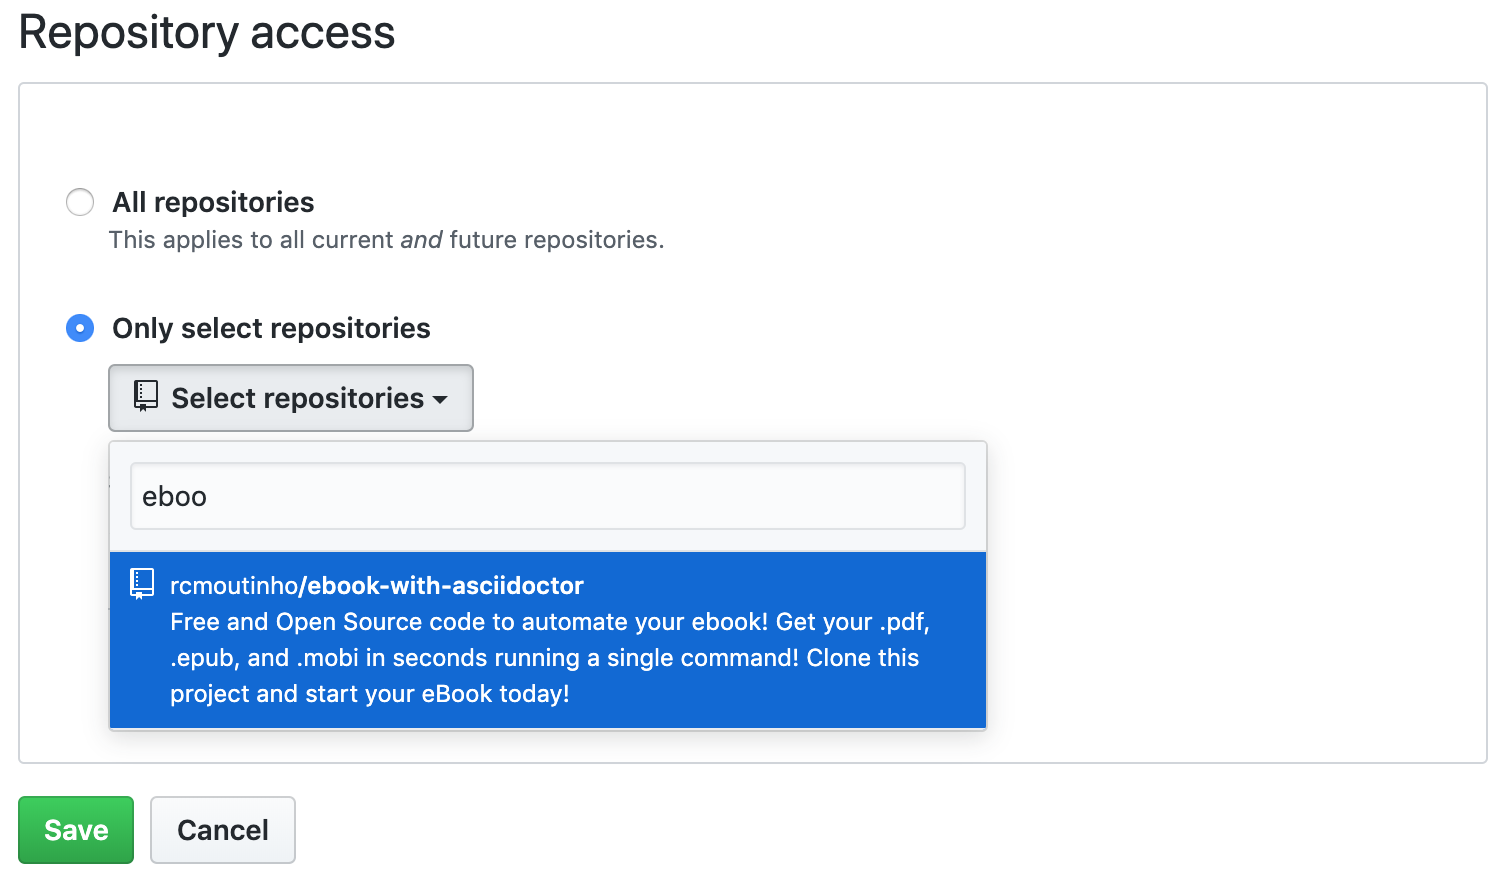 Repository access
All repositories
This applies to all current and future repositories.
Only select repositories
Select repositories
eboo
rcmoutinho/ebook-with-asciidoctor
Free and Open Source code to automate your ebook! Get your .pdf,
.epub, and .mobi in seconds running a single command! Clone this
project and start your eBook today!
Save
Cancel